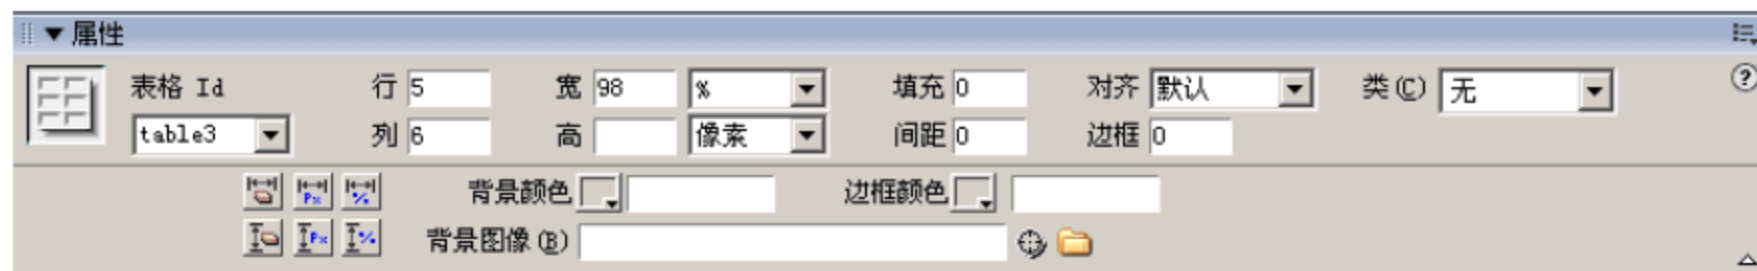 属性
表格 Id 行 5 宽 98 % 填充 0 对齐 默认 类(C) 无
table3 列 6 高 像素 间距 0 边框 0
背景颜色 边框颜色
背景图像(B)